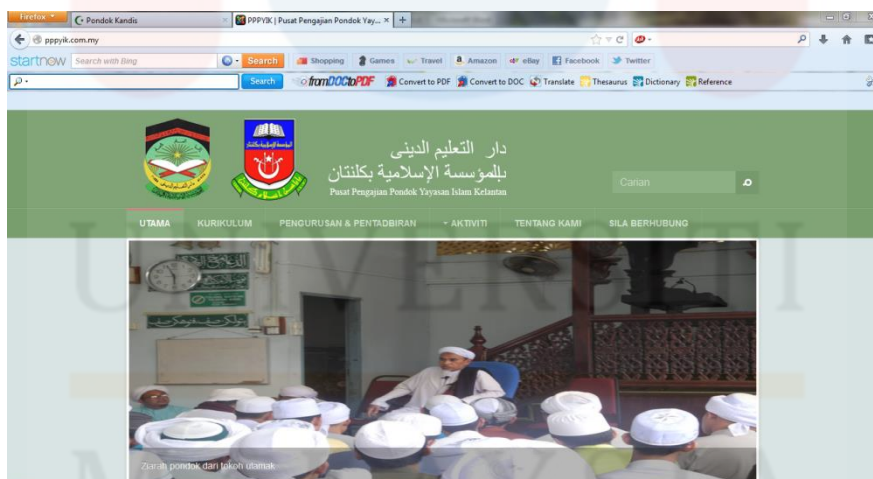 Firefox
Pondok Kandis
PPPYIK | Pusat Pengajian Pondok Yay...
pppyik.com.my
startnow Search with Bing Search Shopping Games Travel Amazon eBay Facebook Twitter
Search fromDOCtoPDF Convert to PDF Convert to DOC Translate Thesaurus Dictionary Reference
دار التعليم الدينى
بالمؤسسة الإسلامية بكلنتان
Pusat Pengajian Pondok Yayasan Islam Kelantan
Carian
UTAMA KURIKULUM PENGURUSAN & PENTADBIRAN AKTIVITI TENTANG KAMI SILA BERHUBUNG
UNIVERSITI
Ziarah pondok dari tokoh ulamak